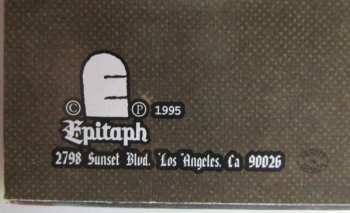 E
© ℗ 1995
Epitaph
2798 Sunset Blvd. Los Angeles, Ca 90026